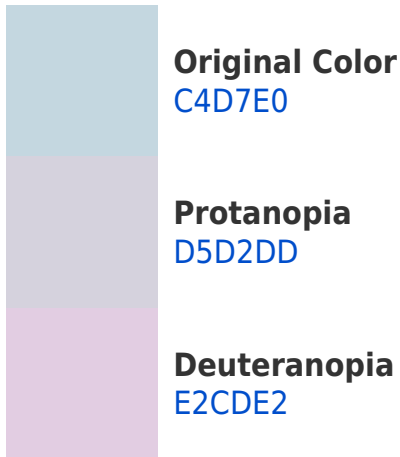 Original Color
C4D7E0
Protanopia
D5D2DD
Deuteranopia
E2CDE2